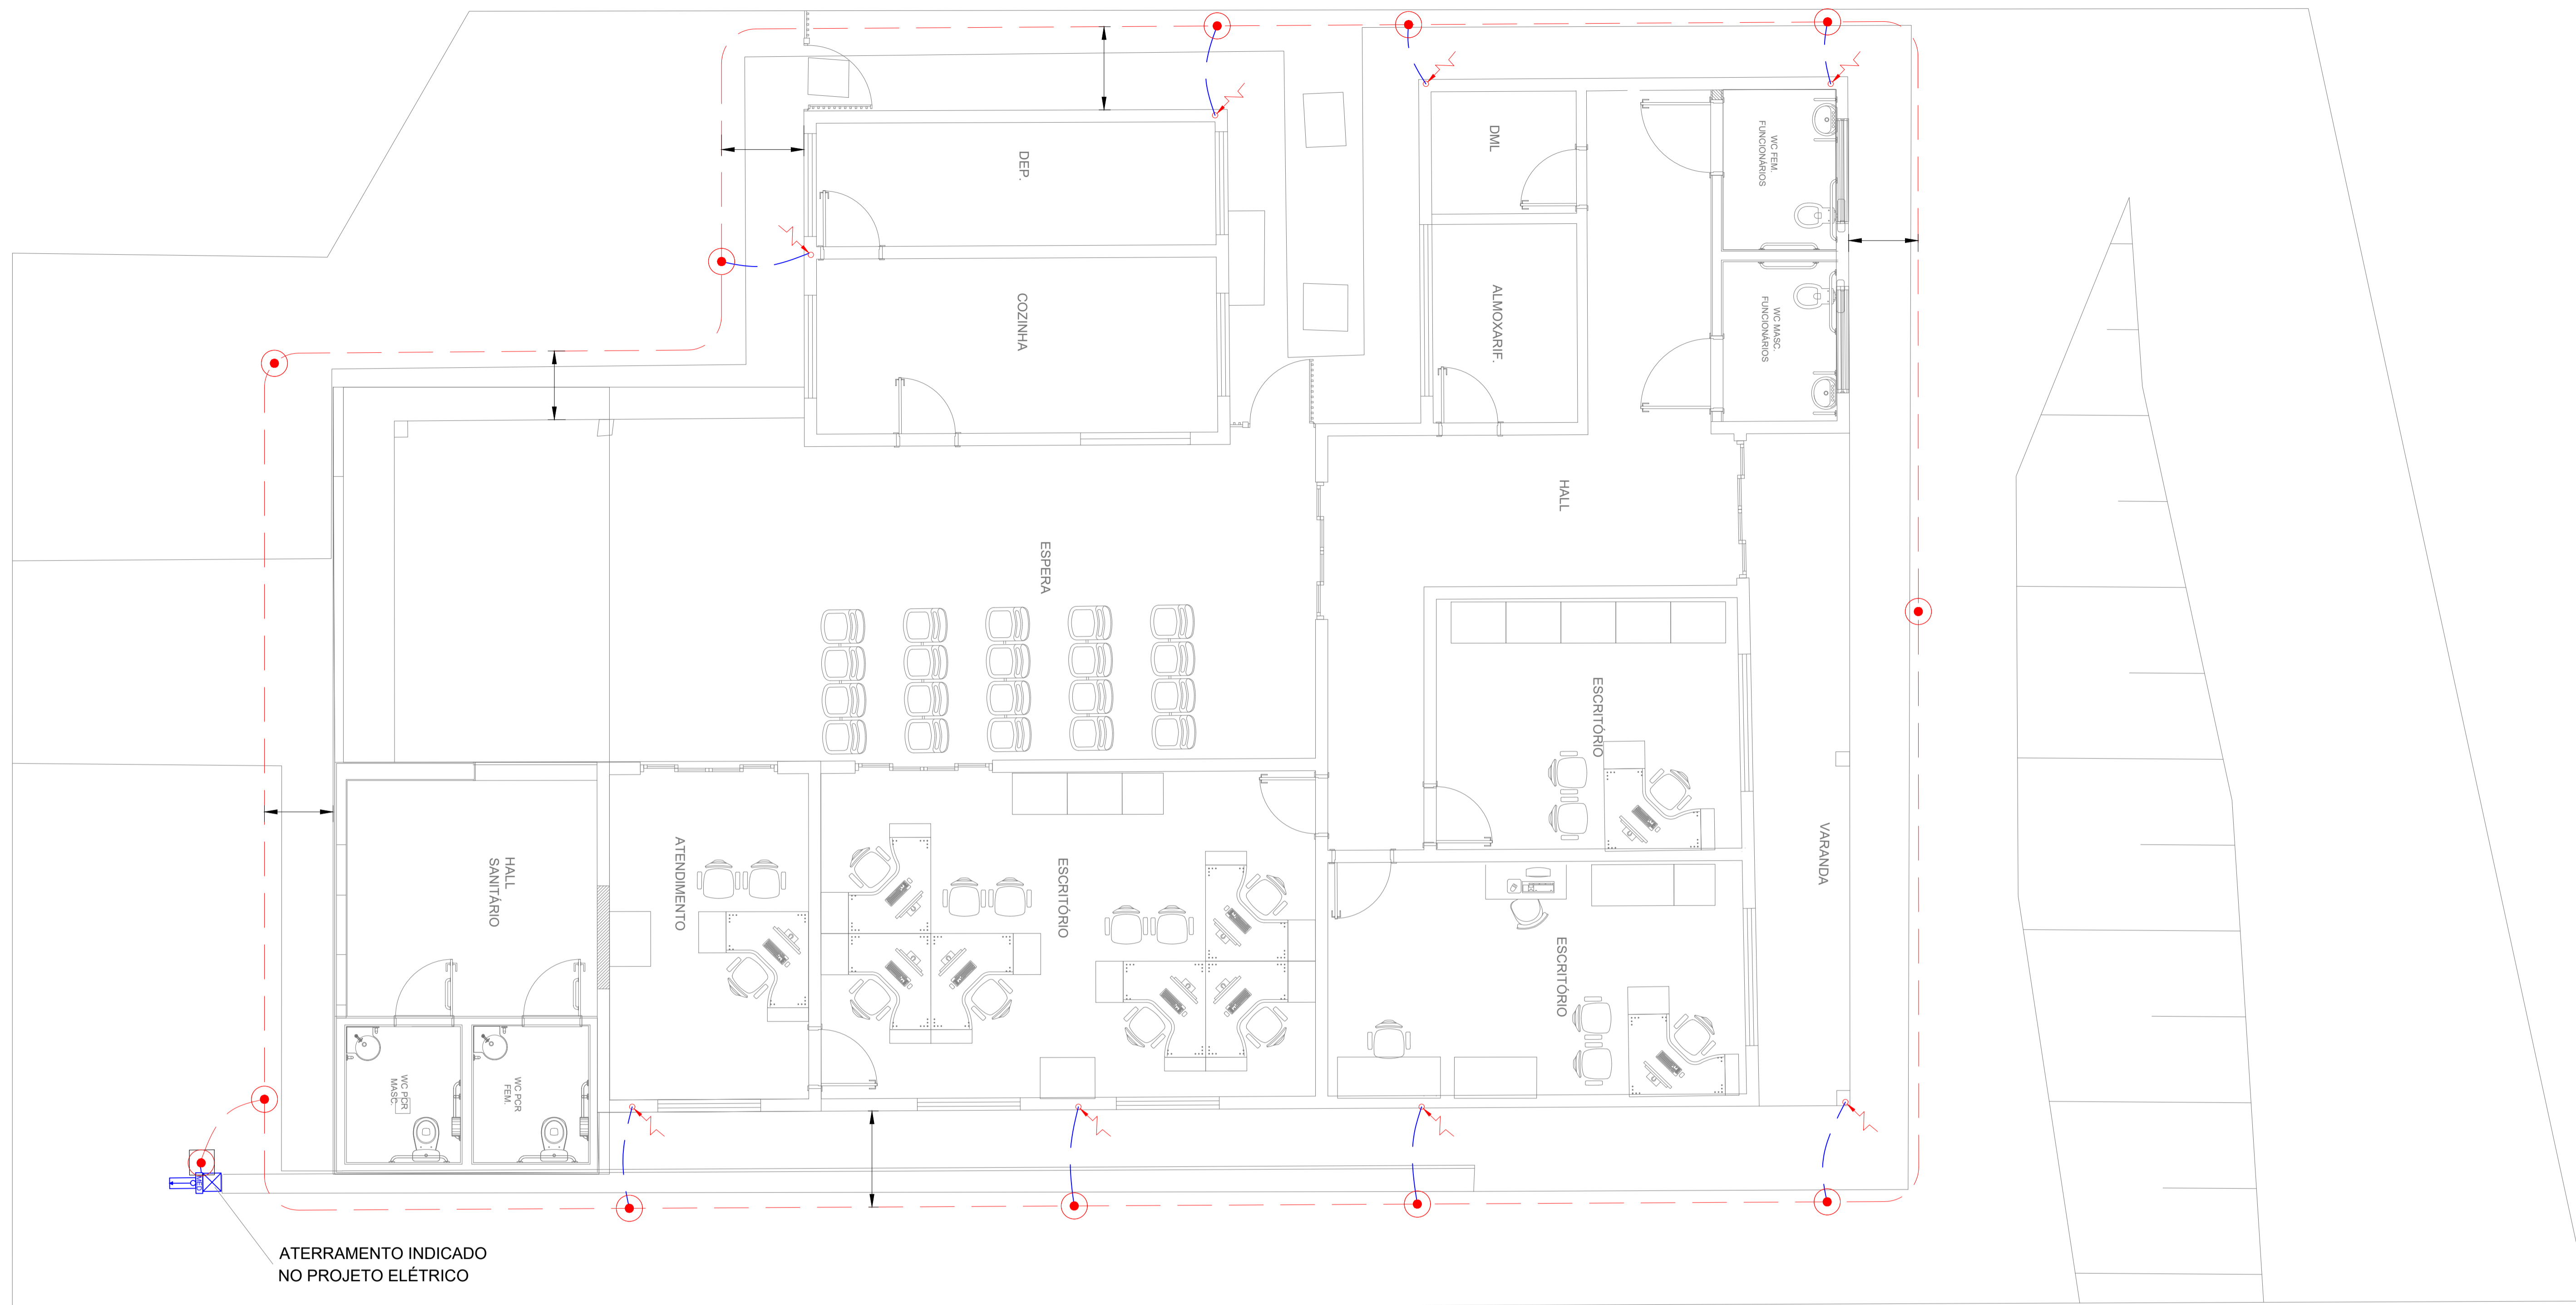 DEP.
COZINHA
DML
ALMOXARIF.
WC FEM.
FUNCIONÁRIOS
WC MASC.
FUNCIONÁRIOS
HALL
ESPERA
ESCRITÓRIO
VARANDA
ATENDIMENTO
ESCRITÓRIO
HALL
SANITÁRIO
ESCRITÓRIO
WC PCR
MASC.
WC PCR
FEM.
ATERRAMENTO INDICADO
NO PROJETO ELÉTRICO